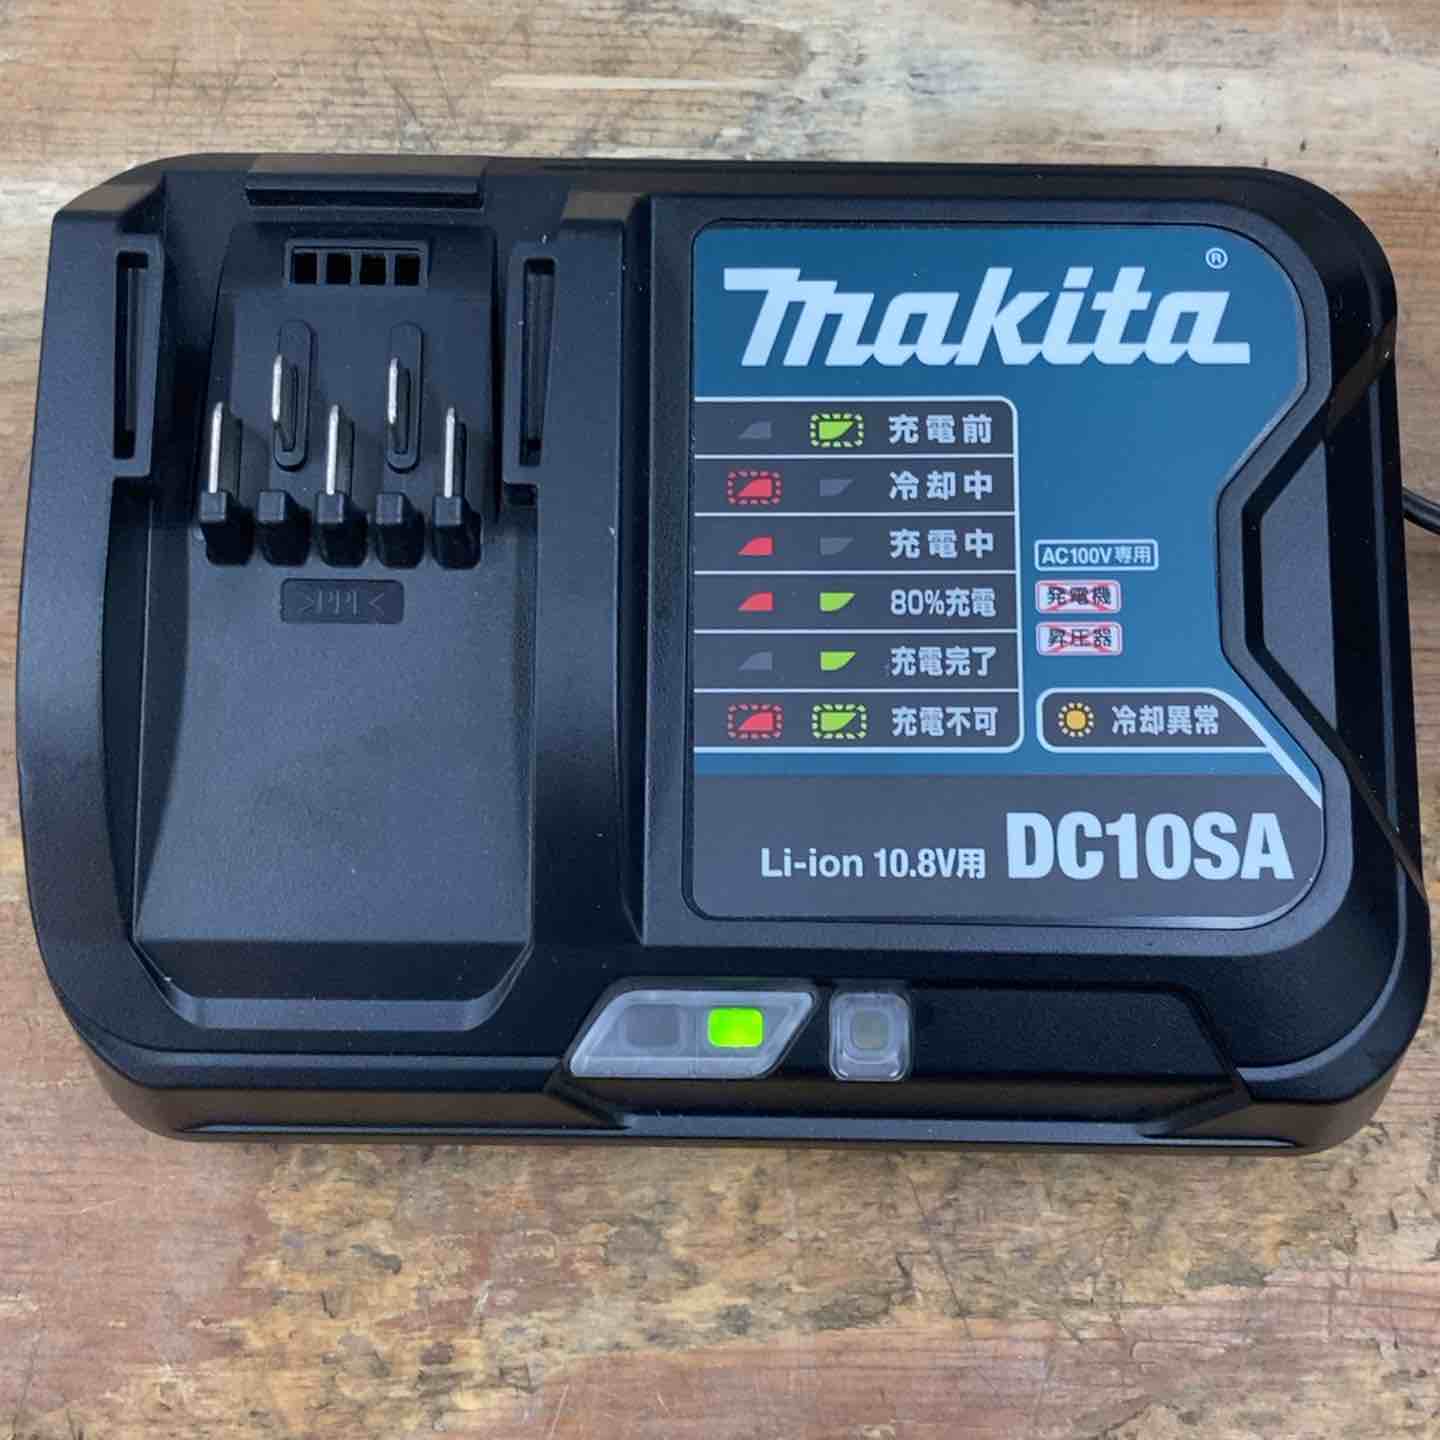 makita®
充電前
冷却中
充電中
80%充電
充電完了
充電不可
AC100V専用
発電機
昇圧器
冷却異常
Li-ion 10.8V用 DC10SA
>PPE<